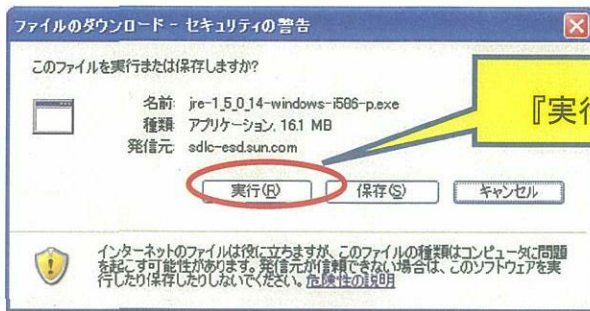 ファイルのダウンロード - セキュリティの警告
このファイルを実行または保存しますか?
名前: jre-1_5_0_14-windows-i586-p.exe
種類: アプリケーション, 16.1 MB
発信元: sdlc-esd.sun.com
『実行
実行(R)
保存(S)
キャンセル
インターネットのファイルは役に立ちますが、このファイルの種類はコンピュータに問題
を起こす可能性があります。発信元が信頼できない場合は、このソフトウェアを実
行したり保存したりしないでください。危険性の説明